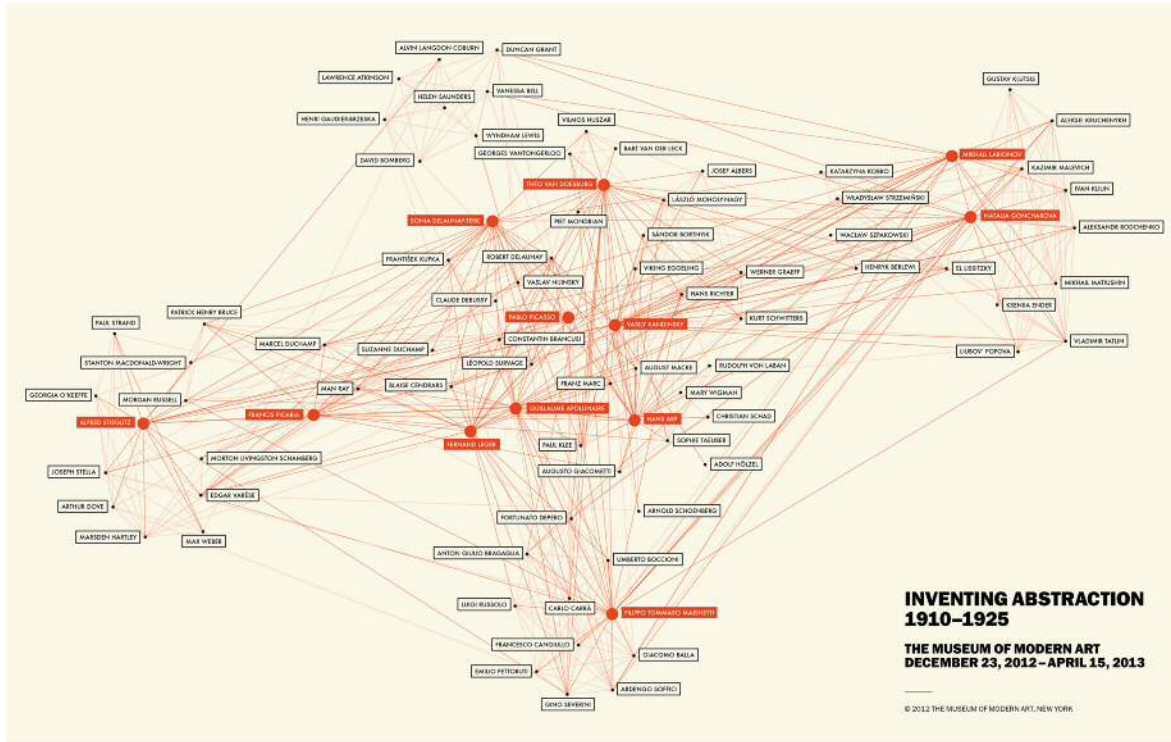 ALVIN LANGDON COBURN
DUNCAN GRANT
LAWRENCE ATKINSON
GUSTAV KLUTSIS
VANESSA BELL
HELEN SAUNDERS
HENRI GAUDIER-BRZESKA
VILMOS HUSZAR
ALEKSEI KRUCHENYKH
WYNDHAM LEWIS
BART VAN DER LECK
GEORGES VANTONGERLOO
MIKHAIL LARIONOV
DAVID BOMBERG
JOSEF ALBERS
KATARZYNA KOBRO
KAZIMIR MALEVICH
THEO VAN DOESBURG
IVAN KLIUN
LÁSZLÓ MOHOLY-NAGY
WŁADYSŁAW STRZEMIŃSKI
SONIA DELAUNAY-TERK
PIET MONDRIAN
NATALIA GONCHAROVA
ALEKSANDR RODCHENKO
SÁNDOR BORTNYIK
WACŁAW SZPAKOWSKI
FRANTIŠEK KUPKA
ROBERT DELAUNAY
VIKING EGGELING
WERNER GRAEFF
HENRYK BERLEWI
EL LISSITZKY
VASLAV NIJINSKY
MIKHAIL MATIUSHIN
CLAUDE DEBUSSY
HANS RICHTER
KSENIIA ENDER
PATRICK HENRY BRUCE
PABLO PICASSO
VASILY KANDINSKY
KURT SCHWITTERS
PAUL STRAND
MARCEL DUCHAMP
SUZANNE DUCHAMP
CONSTANTIN BRANCUSI
VLADIMIR TATLIN
LIUBOV POPOVA
STANTON MACDONALD-WRIGHT
LÉOPOLD SURVAGE
AUGUST MACKE
RUDOLPH VON LABAN
GEORGIA O'KEEFFE
MORGAN RUSSELL
MAN RAY
BLAISE CENDRARS
FRANZ MARC
MARY WIGMAN
ALFRED STIEGLITZ
FRANCIS PICABIA
GUILLAUME APOLLINAIRE
HANS ARP
CHRISTIAN SCHAD
FERNAND LÉGER
PAUL KLEE
SOPHIE TAEUBER
MORTON LIVINGSTON SCHAMBERG
JOSEPH STELLA
AUGUSTO GIACOMETTI
ADOLF HÖLZEL
EDGAR VARÈSE
ARTHUR DOVE
FORTUNATO DEPERO
ARNOLD SCHOENBERG
MARSDEN HARTLEY
MAX WEBER
ANTON GIULIO BRAGAGLIA
UMBERTO BOCCIONI
LUIGI RUSSOLO
CARLO CARRÀ
FILIPPO TOMMASO MARINETTI
FRANCESCO CANGIULLO
GIACOMO BALLA
EMILIO PETTORUTI
ARDENGO SOFFICI
GINO SEVERINI
INVENTING ABSTRACTION
1910–1925
THE MUSEUM OF MODERN ART
DECEMBER 23, 2012–APRIL 15, 2013
© 2012 THE MUSEUM OF MODERN ART, NEW YORK